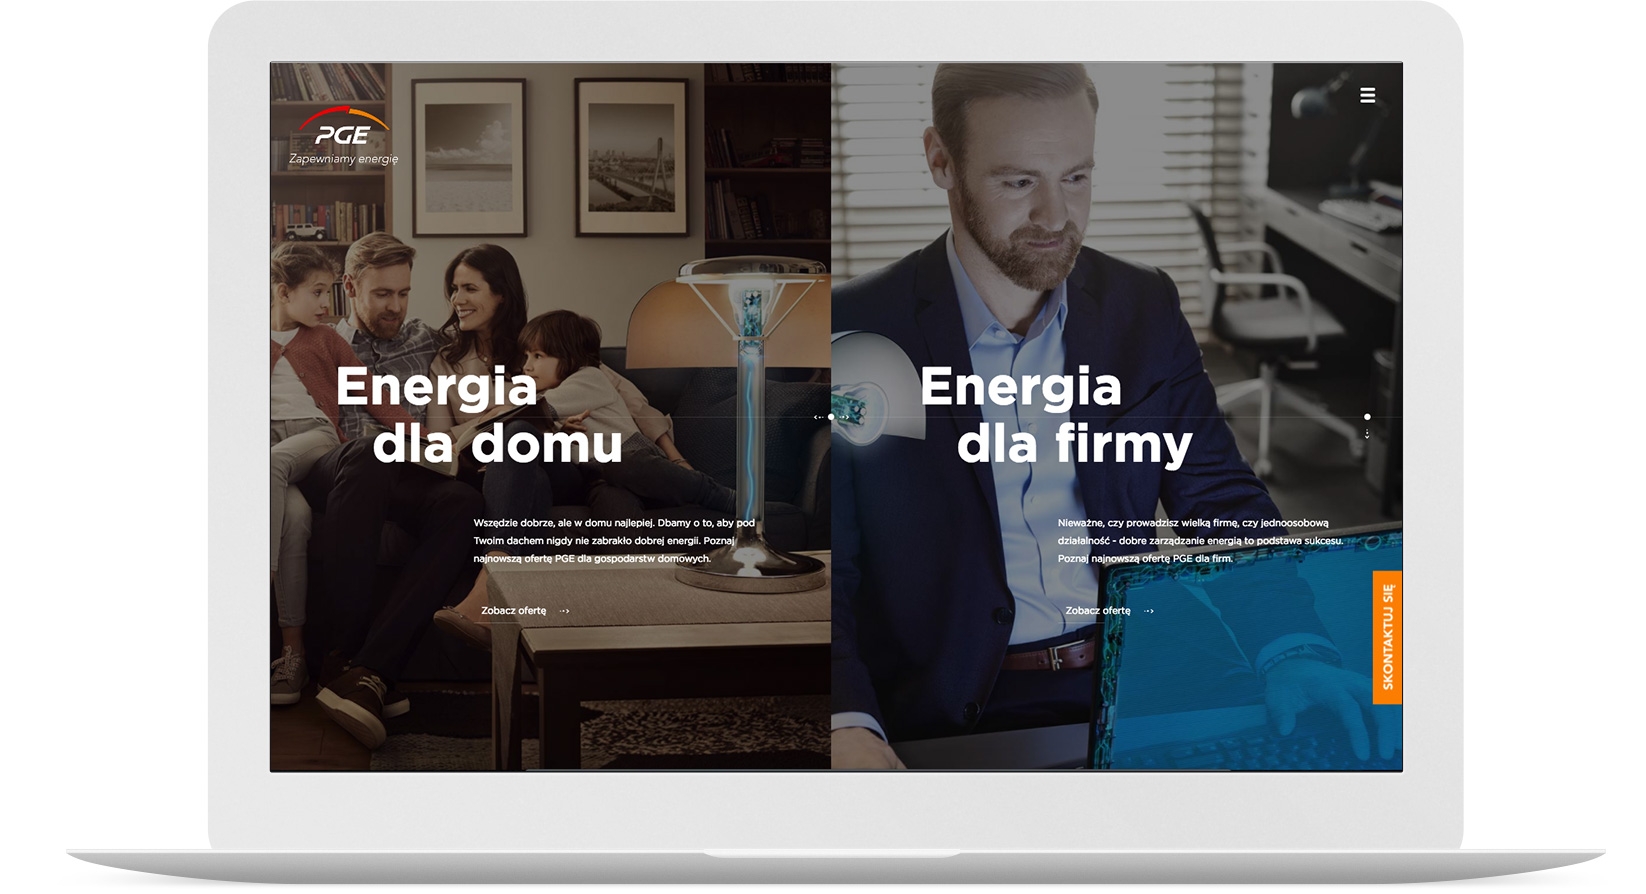 PGE
Zapewniamy energię
Energia
dla domu
Wszędzie dobrze, ale w domu najlepiej. Dbamy o to, aby pod
Twoim dachem nigdy nie zabrakło dobrej energii. Poznaj
najnowszą ofertę PGE dla gospodarstw domowych.
Zobacz ofertę
Energia
dla firmy
Nieważne, czy prowadzisz wielką firmę, czy jednoosobową
działalność - dobre zarządzanie energią to podstawa sukcesu.
Poznaj najnowszą ofertę PGE dla firm.
Zobacz ofertę
SKONTAKTUJ SIĘ